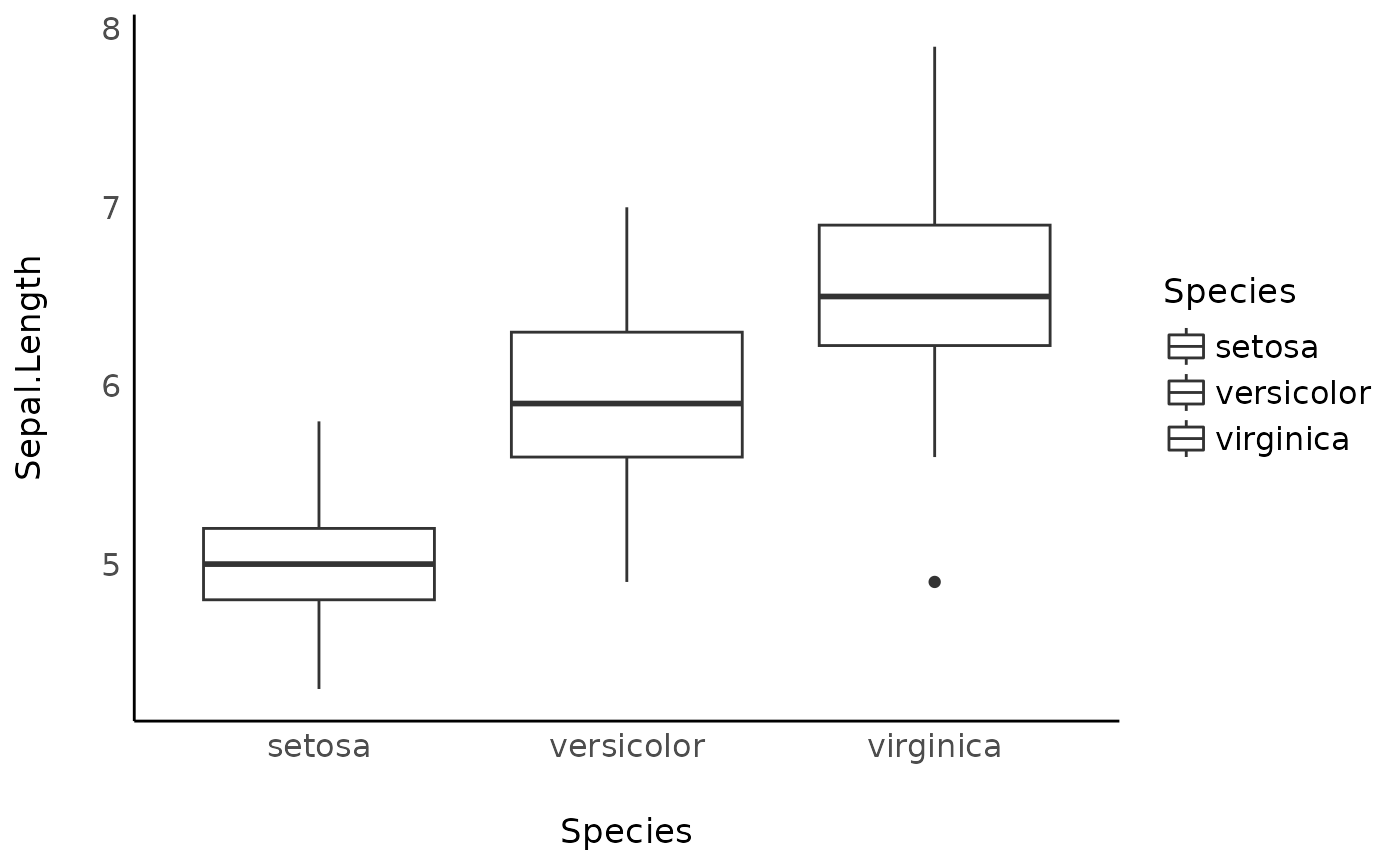 8
7
6
5
Sepal.Length
setosa
versicolor
virginica
Species
Species
setosa
versicolor
virginica